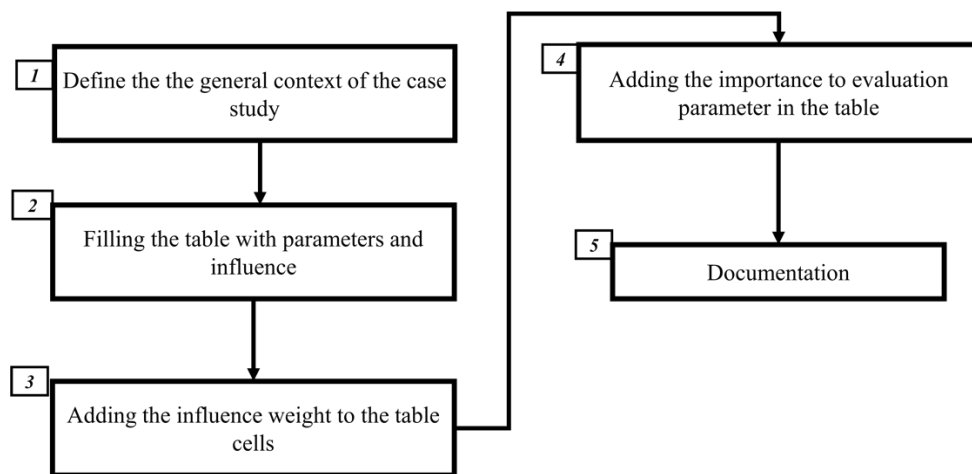 1
Define the the general context of the case
study
2
Filling the table with parameters and
influence
3
Adding the influence weight to the table
cells
4
Adding the importance to evaluation
parameter in the table
5
Documentation